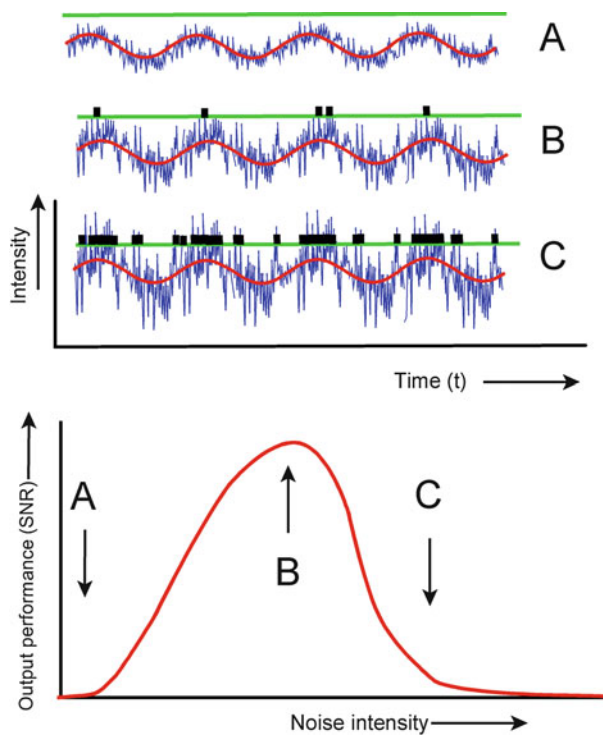 A
B
C
Intensity
Time (t)
A
C
B
Output performance (SNR)
Noise intensity